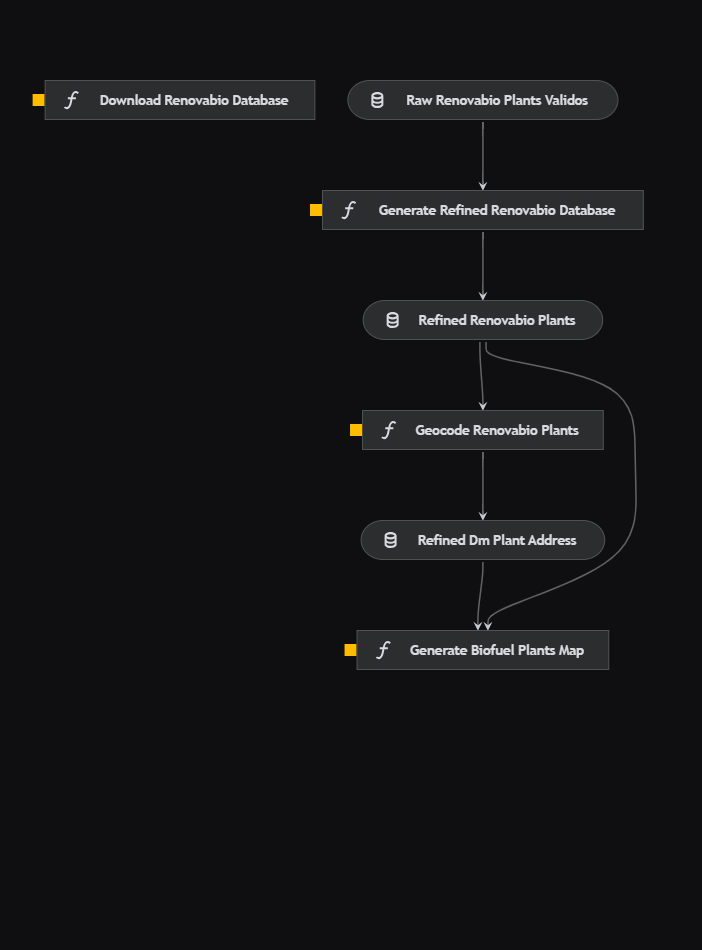 Download Renovabio Database
Raw Renovabio Plants Validos
Generate Refined Renovabio Database
Refined Renovabio Plants
Geocode Renovabio Plants
Refined Dm Plant Address
Generate Biofuel Plants Map